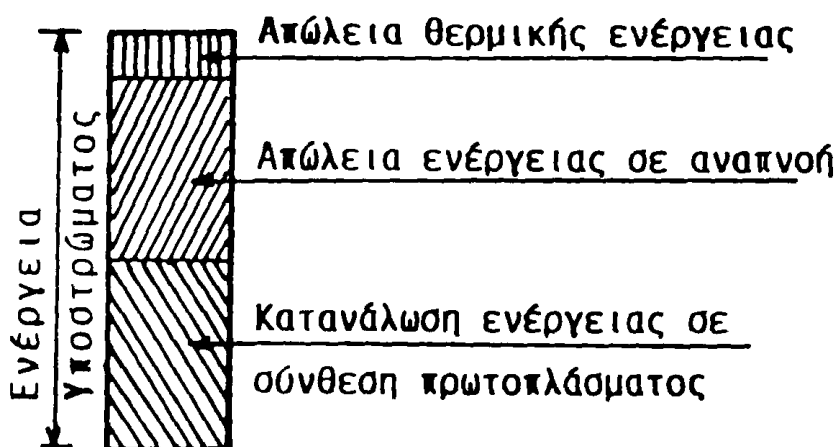 Απώλεια θερμικής ενέργειας
Απώλεια ενέργειας σε αναπνοή
Κατανάλωση ενέργειας σε
σύνθεση πρωτοπλάσματος
Ενέργεια
Υποστρώματος